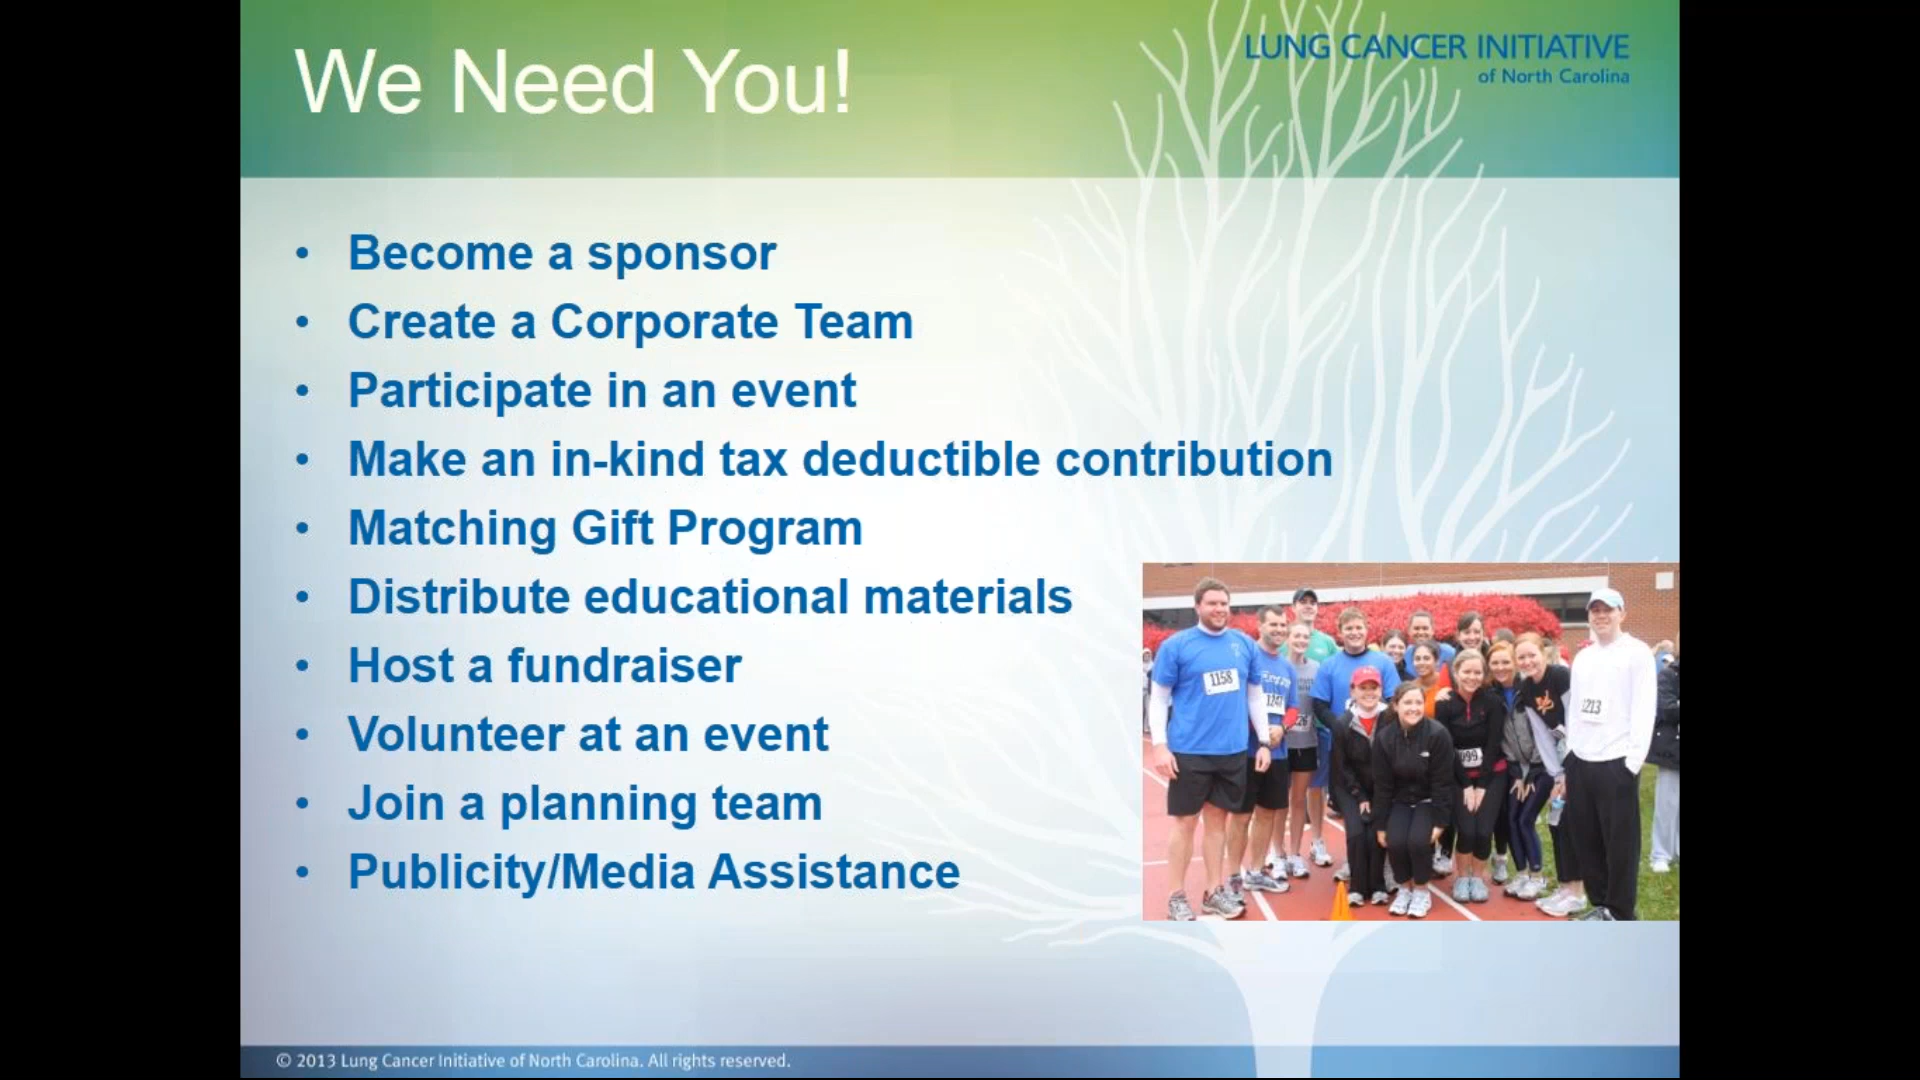 We Need You!
LUNG CANCER INITIATIVE
of North Carolina
• Become a sponsor
• Create a Corporate Team
• Participate in an event
• Make an in-kind tax deductible contribution
• Matching Gift Program
• Distribute educational materials
• Host a fundraiser
• Volunteer at an event
• Join a planning team
• Publicity/Media Assistance
1158
1213
© 2013 Lung Cancer Initiative of North Carolina. All rights reserved.